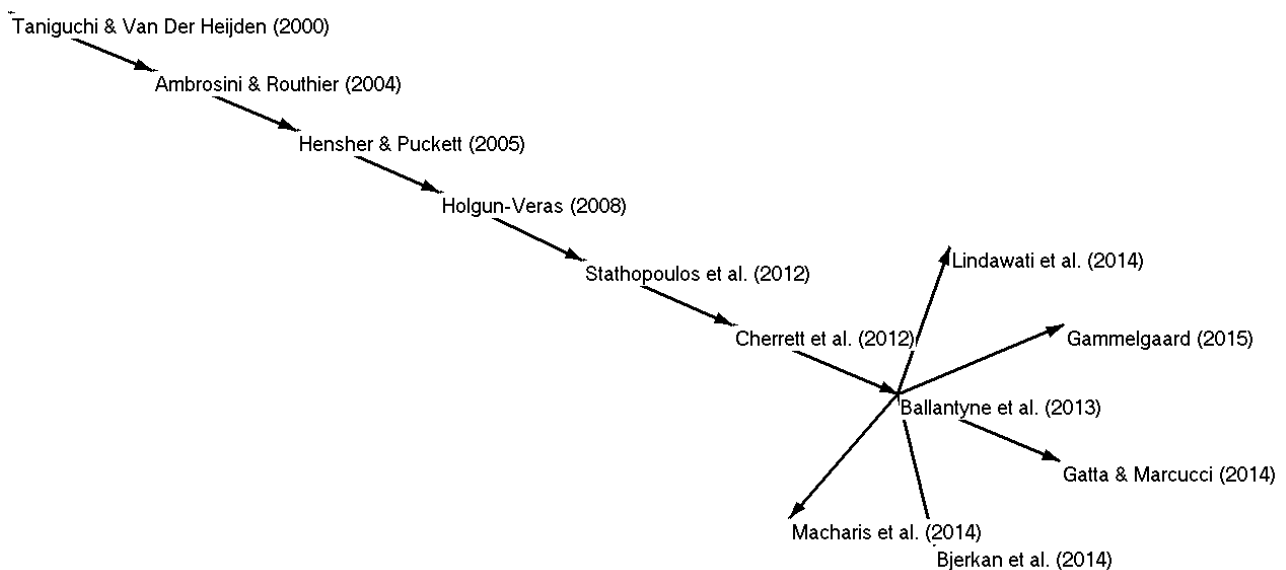 Taniguchi & Van Der Heijden (2000)
Ambrosini & Routhier (2004)
Hensher & Puckett (2005)
Holgun-Veras (2008)
Stathopoulos et al. (2012)
Lindawati et al. (2014)
Cherrett et al. (2012)
Gammelgaard (2015)
Ballantyne et al. (2013)
Gatta & Marcucci (2014)
Macharis et al. (2014)
Bjerkan et al. (2014)